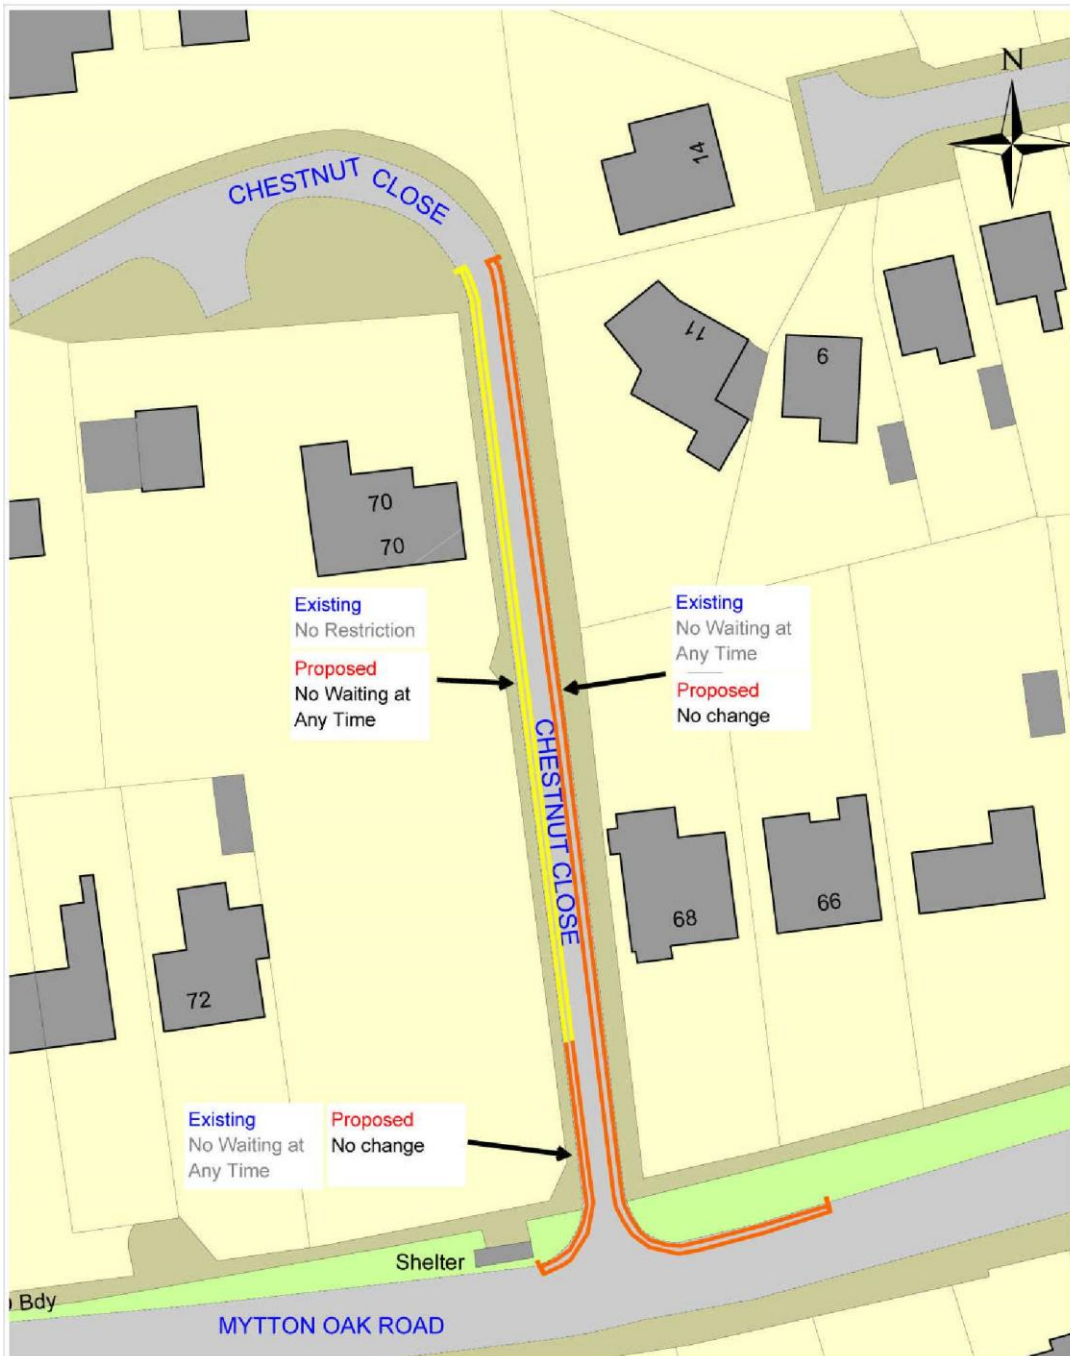 N
CHESTNUT CLOSE
14
11
9
70
70
Existing
No Restriction
Proposed
No Waiting at
Any Time
Existing
No Waiting at
Any Time
Proposed
No change
CHESTNUT CLOSE
68
66
72
Existing
No Waiting at
Any Time
Proposed
No change
Shelter
Bdy
MYTTON OAK ROAD